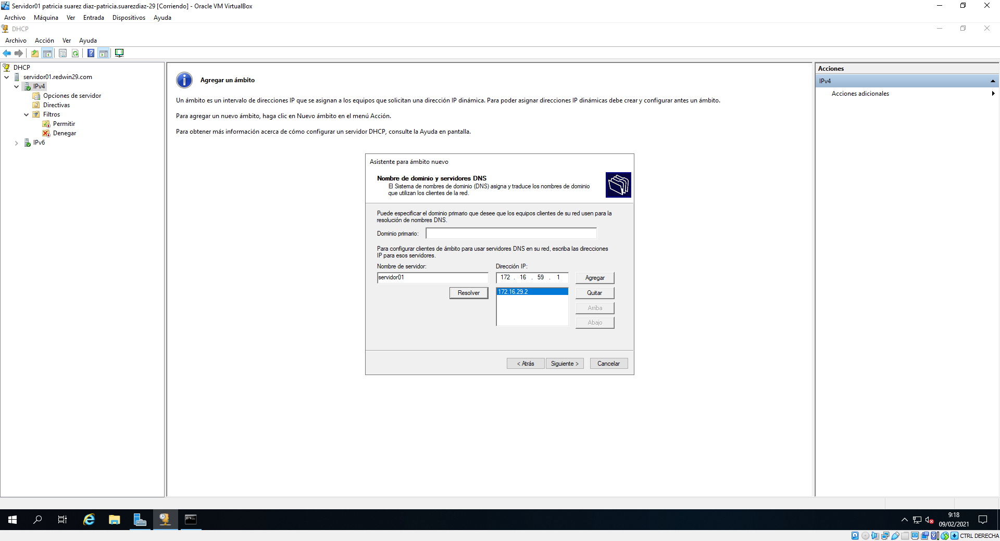 Servidor01 patricia suarez diaz-patricia.suarezdiaz-29 [Corriendo] - Oracle VM VirtualBox
Archivo Máquina Ver Entrada Dispositivos Ayuda
DHCP
Archivo Acción Ver Ayuda
DHCP
servidor01.redwin29.com
IPv4
Opciones de servidor
Directivas
Filtros
Permitir
Denegar
IPv6
Agregar un ámbito
Un ámbito es un intervalo de direcciones IP que se asignan a los equipos que solicitan una dirección IP dinámica. Para poder asignar direcciones IP dinámicas debe crear y configurar antes un ámbito.
Para agregar un nuevo ámbito, haga clic en Nuevo ámbito en el menú Acción.
Para obtener más información acerca de cómo configurar un servidor DHCP, consulte la Ayuda en pantalla.
Asistente para ámbito nuevo
Nombre de dominio y servidores DNS
El Sistema de nombres de dominio (DNS) asigna y traduce los nombres de dominio
que utilizan los clientes de la red.
Puede especificar el dominio primario que desee que los equipos clientes de su red usen para la
resolución de nombres DNS.
Dominio primario:
Para configurar clientes de ámbito para usar servidores DNS en su red, escriba las direcciones
IP para esos servidores.
Nombre de servidor: Dirección IP:
servidor01 172 . 16 . 59 . 1 Agregar
Resolver 172.16.29.2 Quitar
Arriba
Abajo
< Atrás Siguiente > Cancelar
Acciones
IPv4
Acciones adicionales
9:18
09/02/2021
CTRL DERECHA